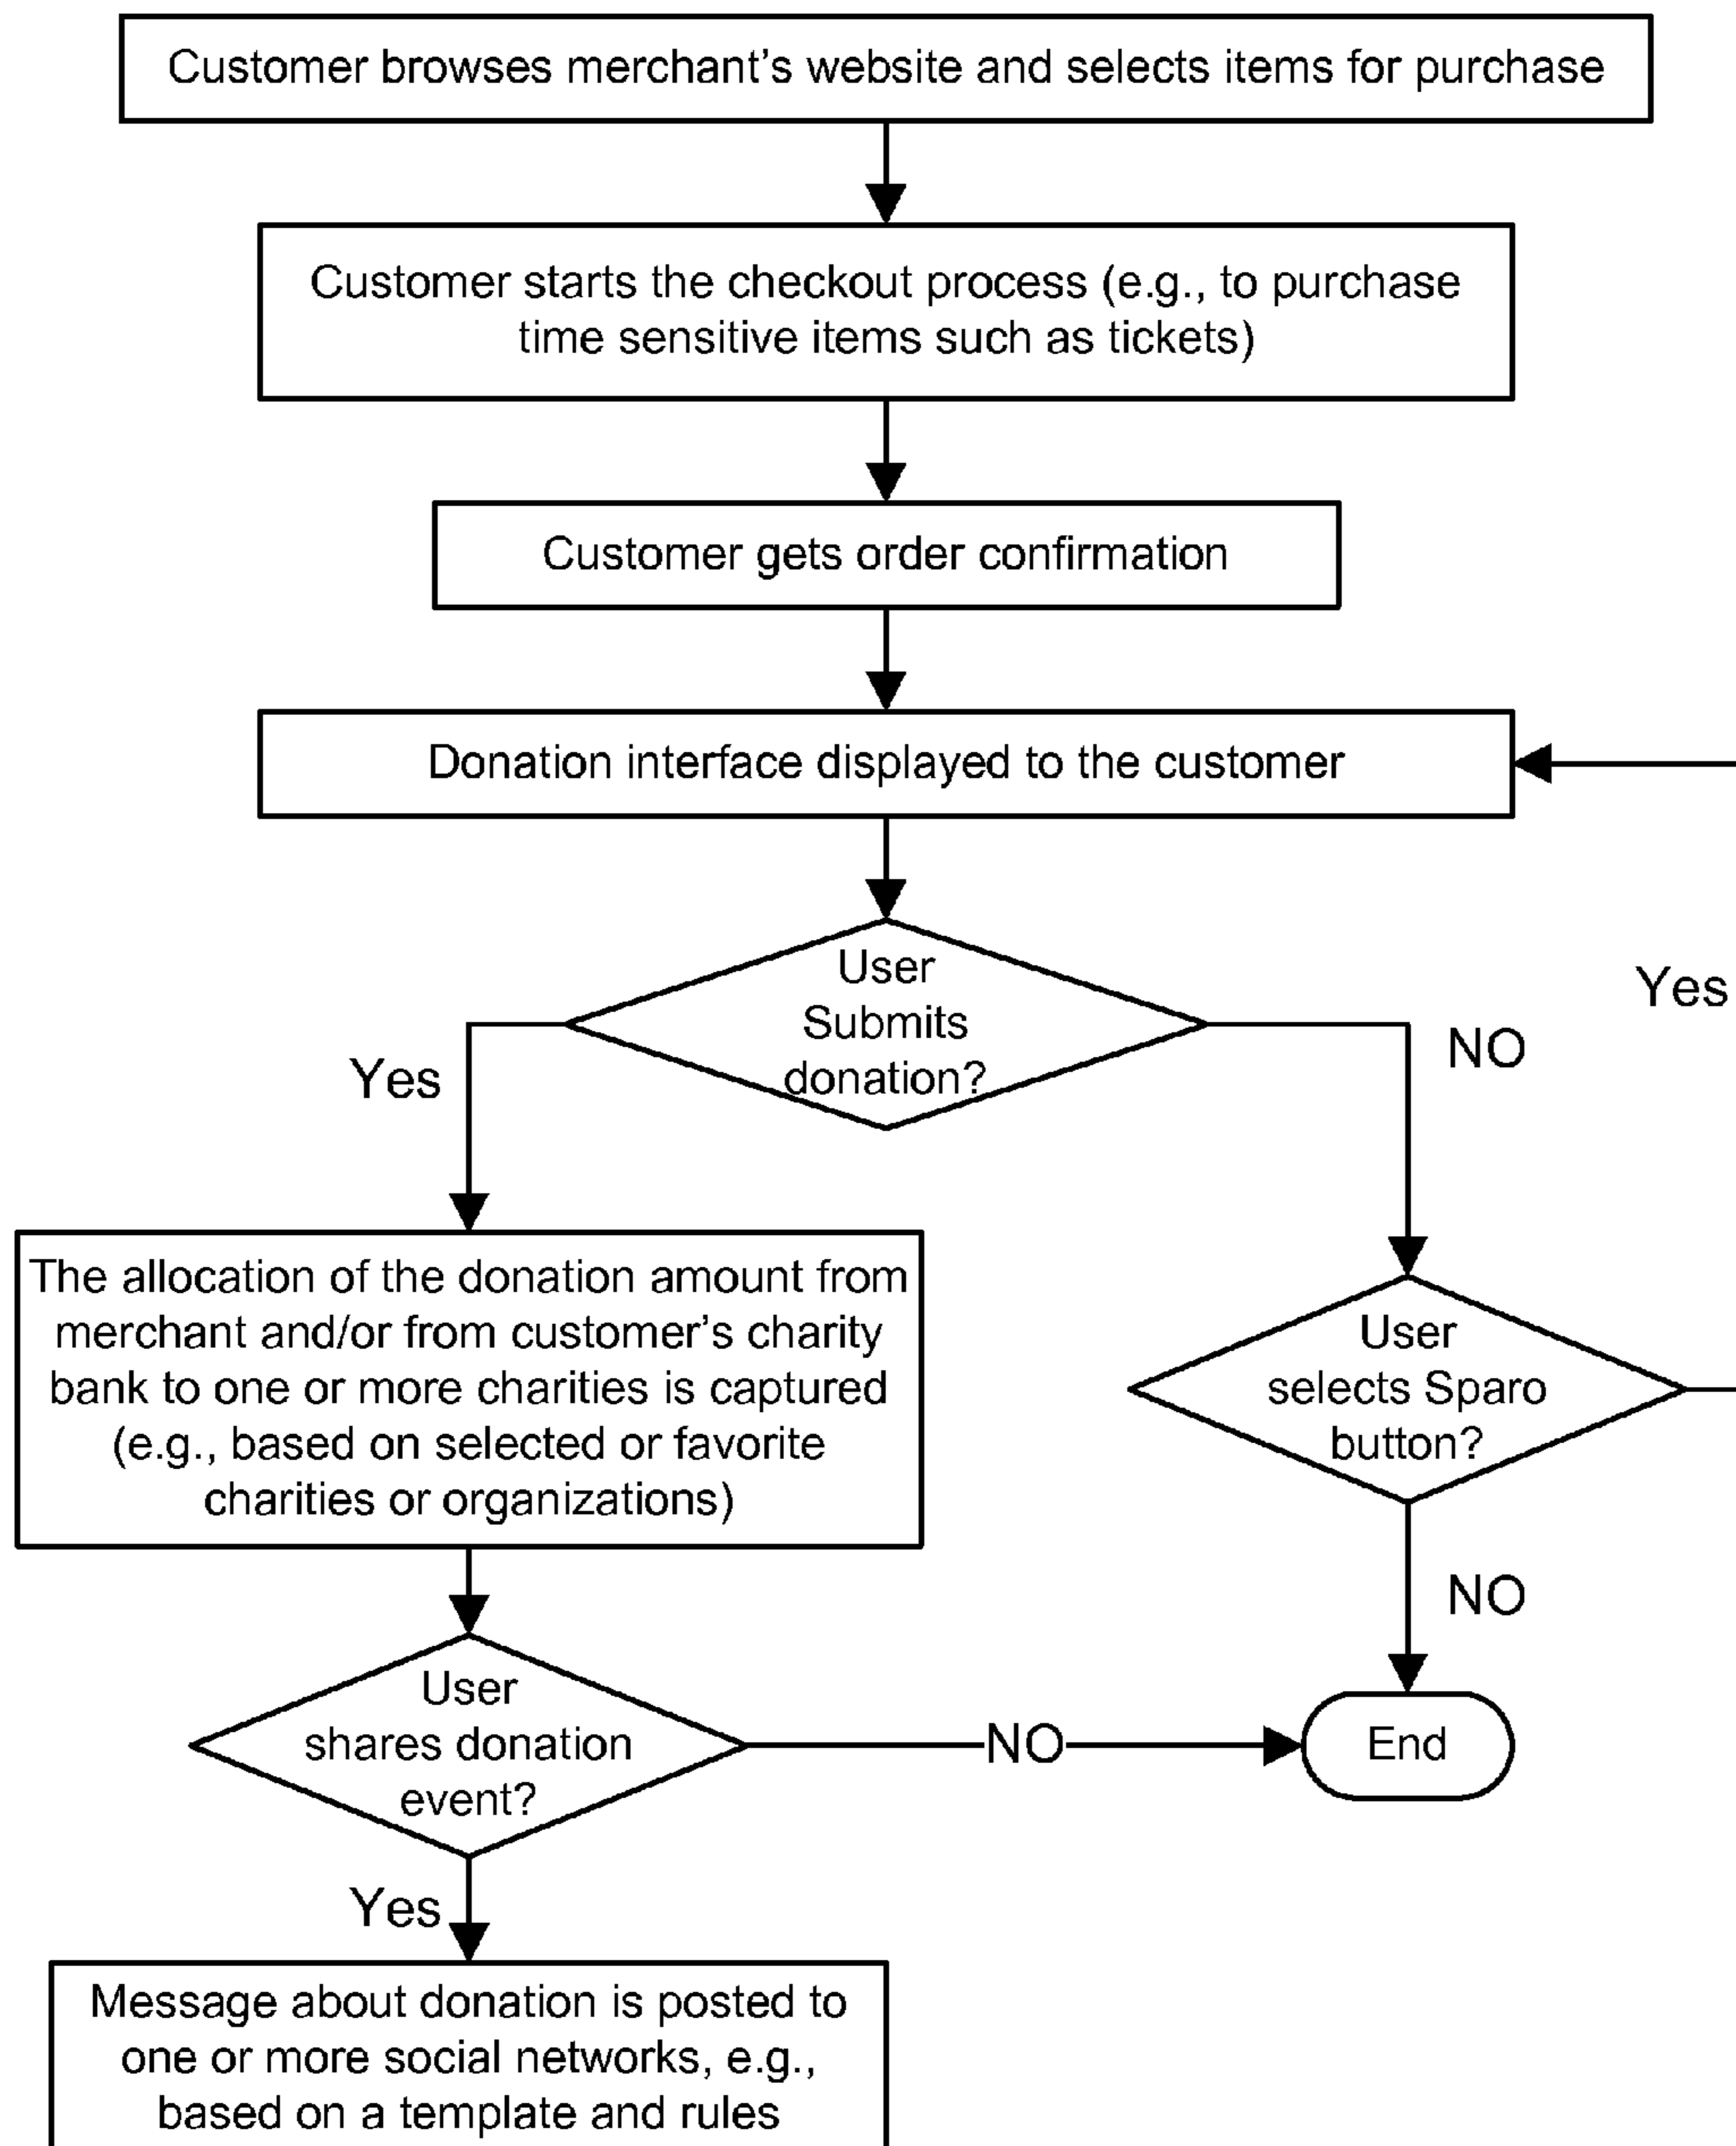 Customer browses merchant's website and selects items for purchase
Customer starts the checkout process (e.g., to purchase
time sensitive items such as tickets)
Customer gets order confirmation
Donation interface displayed to the customer
User
Submits
donation?
Yes
NO
Yes
The allocation of the donation amount from
merchant and/or from customer's charity
bank to one or more charities is captured
(e.g., based on selected or favorite
charities or organizations)
User
selects Sparo
button?
NO
User
shares donation
event?
NO
End
Yes
Message about donation is posted to
one or more social networks, e.g.,
based on a template and rules